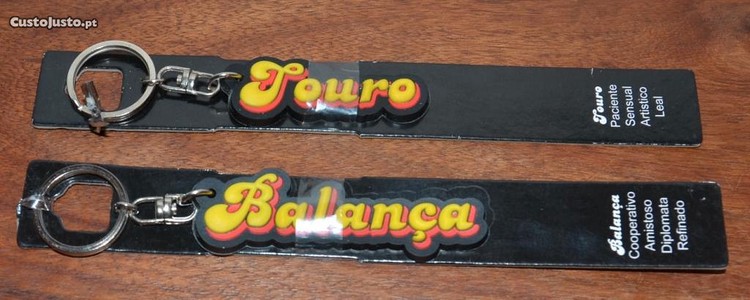 CustoJusto.pt
Touro
Touro
Paciente
Sensual
Artístico
Leal
Balança
Balança
Cooperativo
Amistoso
Diplomata
Refinado